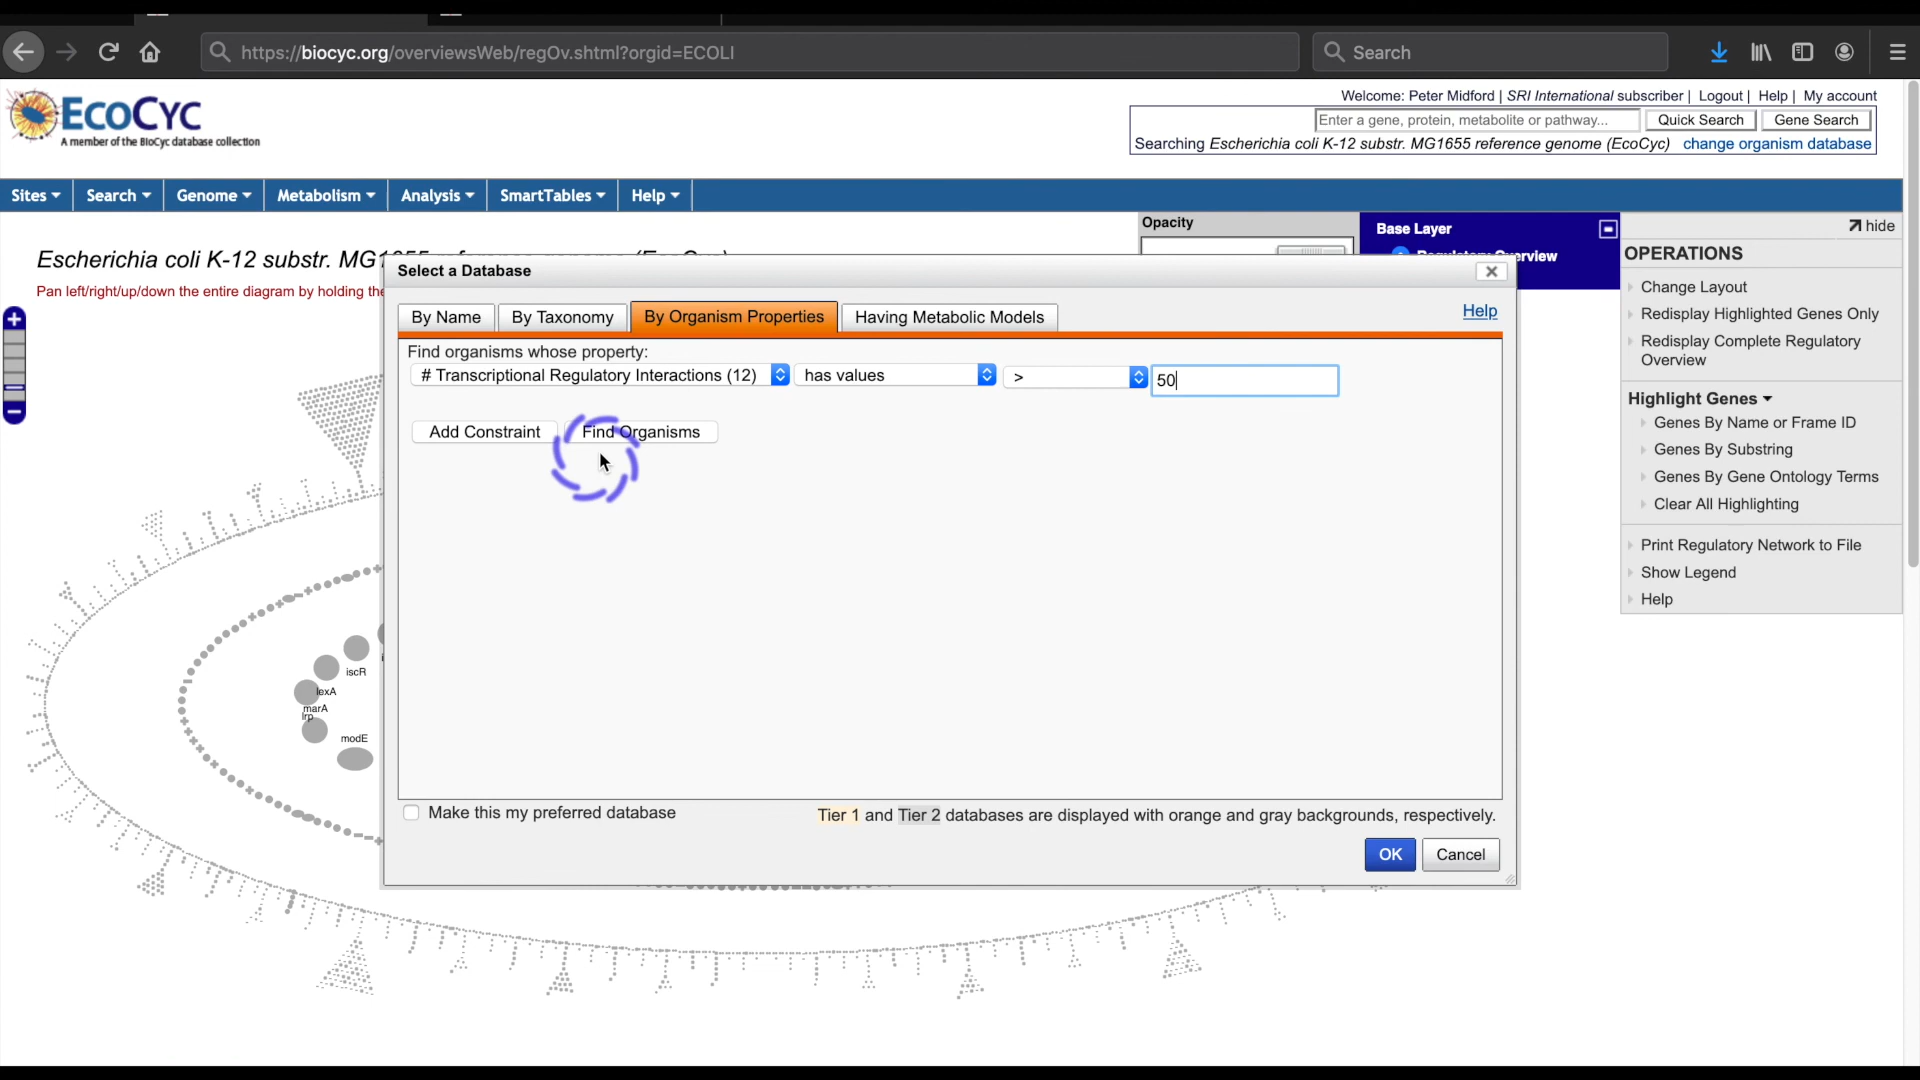 https://biocyc.org/overviewsWeb/regOv.shtml?orgid=ECOLI
Search
EcoCyc
A member of the BioCyc database collection
Welcome: Peter Midford | SRI International subscriber | Logout | Help | My account
Enter a gene, protein, metabolite or pathway...
Quick Search
Gene Search
Searching Escherichia coli K-12 substr. MG1655 reference genome (EcoCyc) change organism database
Sites
Search
Genome
Metabolism
Analysis
SmartTables
Help
Opacity
Base Layer
Regulatory Overview
hide
Escherichia coli K-12 substr. MG1655 reference genome (EcoCyc)
Pan left/right/up/down the entire diagram by holding the
Select a Database
By Name
By Taxonomy
By Organism Properties
Having Metabolic Models
Help
Find organisms whose property:
# Transcriptional Regulatory Interactions (12)
has values
>
50
Add Constraint
Find Organisms
Make this my preferred database
Tier 1 and Tier 2 databases are displayed with orange and gray backgrounds, respectively.
OK
Cancel
OPERATIONS
Change Layout
Redisplay Highlighted Genes Only
Redisplay Complete Regulatory
Overview
Highlight Genes
Genes By Name or Frame ID
Genes By Substring
Genes By Gene Ontology Terms
Clear All Highlighting
Print Regulatory Network to File
Show Legend
Help
iscR
lexA
marA
lrp
modE